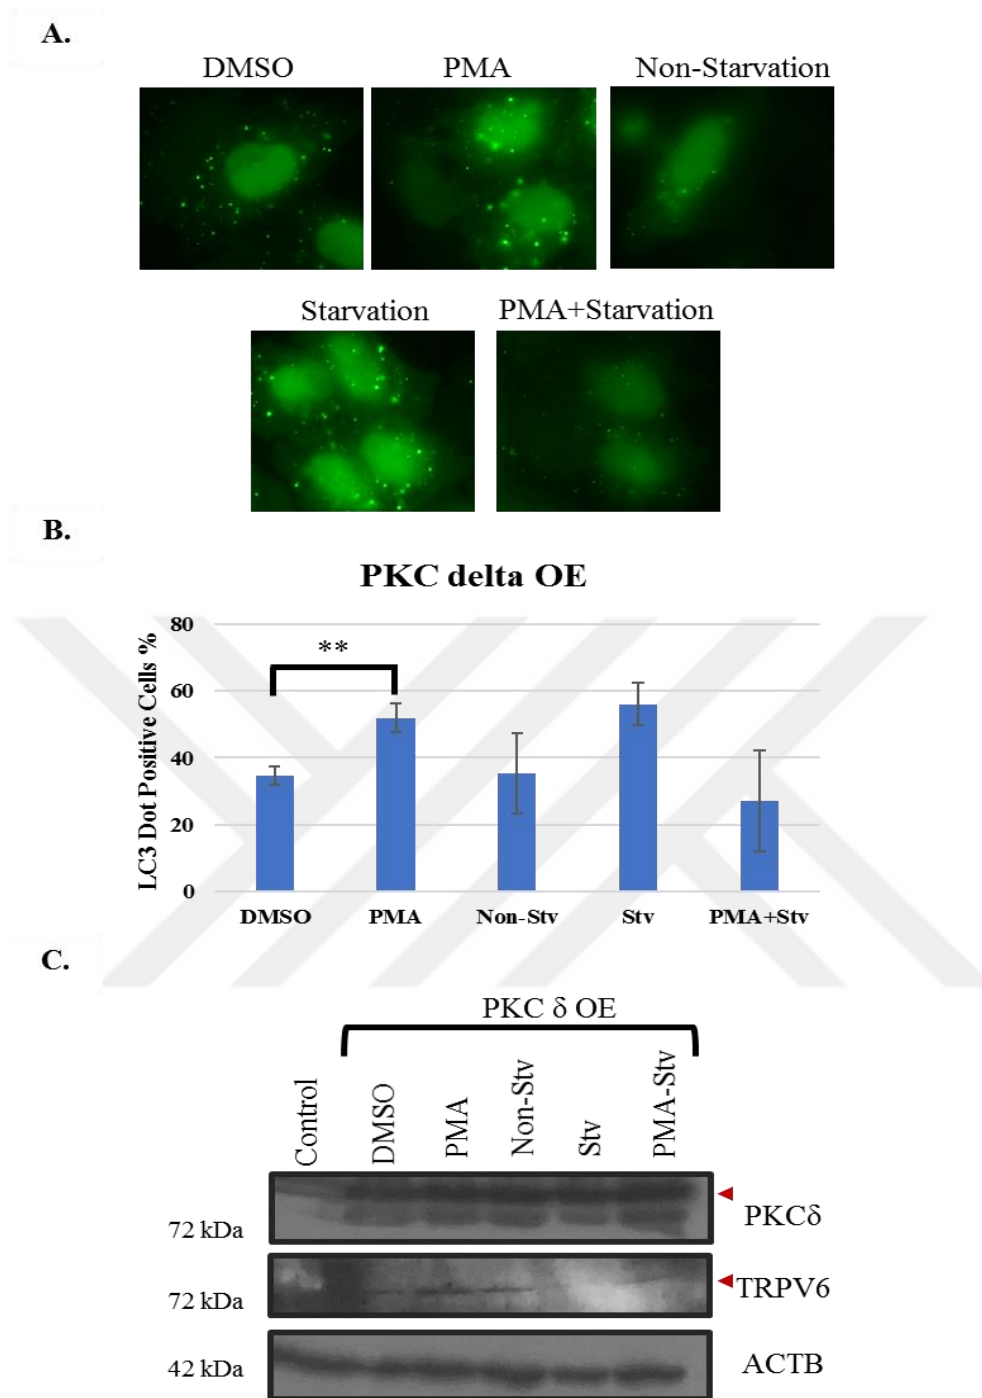 A.
DMSO PMA Non-Starvation
Starvation PMA+Starvation
B.
PKC delta OE
LC3 Dot Positive Cells %
80
60
40
20
0
**
DMSO PMA Non-Stv Stv PMA+Stv
C.
PKC δ OE
Control DMSO PMA Non-Stv Stv PMA-Stv
72 kDa PKCδ
72 kDa TRPV6
42 kDa ACTB